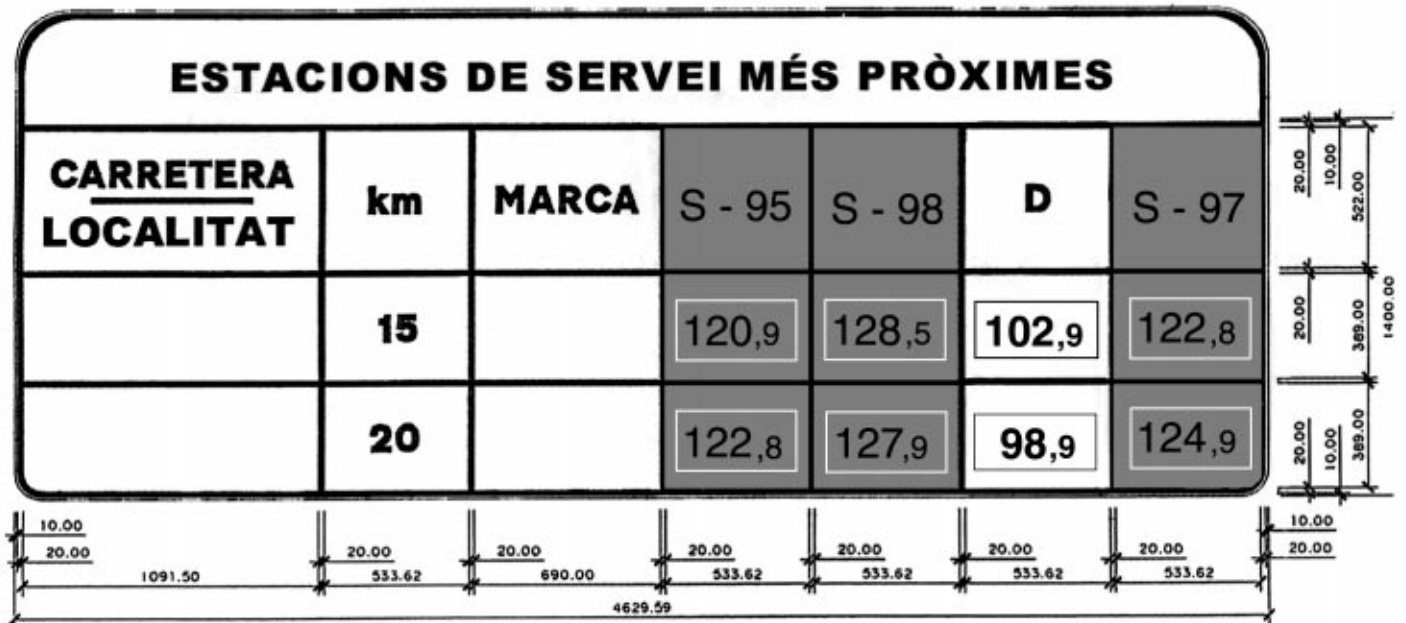 ESTACIONS DE SERVEI MÉS PRÒXIMES
CARRETERA
LOCALITAT
km
MARCA
S - 95
S - 98
D
S - 97
15
120,9
128,5
102,9
122,8
20
122,8
127,9
98,9
124,9
20.00
10.00
522.00
20.00
389.00
1400.00
20.00
10.00
389.00
10.00
20.00 20.00 20.00 20.00 20.00 20.00 20.00
10.00
20.00
1091.50 533.62 690.00 533.62 533.62 533.62 533.62
4629.59